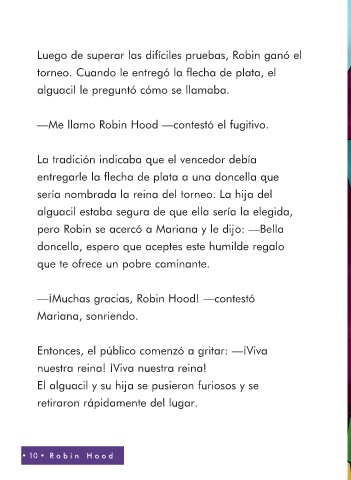 Luego de superar las difíciles pruebas, Robin ganó el
torneo. Cuando le entregó la flecha de plata, el
alguacil le preguntó cómo se llamaba.
—Me llamo Robin Hood —contestó el fugitivo.
La tradición indicaba que el vencedor debía
entregarle la flecha de plata a una doncella que
sería nombrada la reina del torneo. La hija del
alguacil estaba segura de que ella sería la elegida,
pero Robin se acercó a Mariana y le dijo: —Bella
doncella, espero que aceptes este humilde regalo
que te ofrece un pobre caminante.
—¡Muchas gracias, Robin Hood! —contestó
Mariana, sonriendo.
Entonces, el público comenzó a gritar: —¡Viva
nuestra reina! ¡Viva nuestra reina!
El alguacil y su hija se pusieron furiosos y se
retiraron rápidamente del lugar.
• 10 • Robin Hood